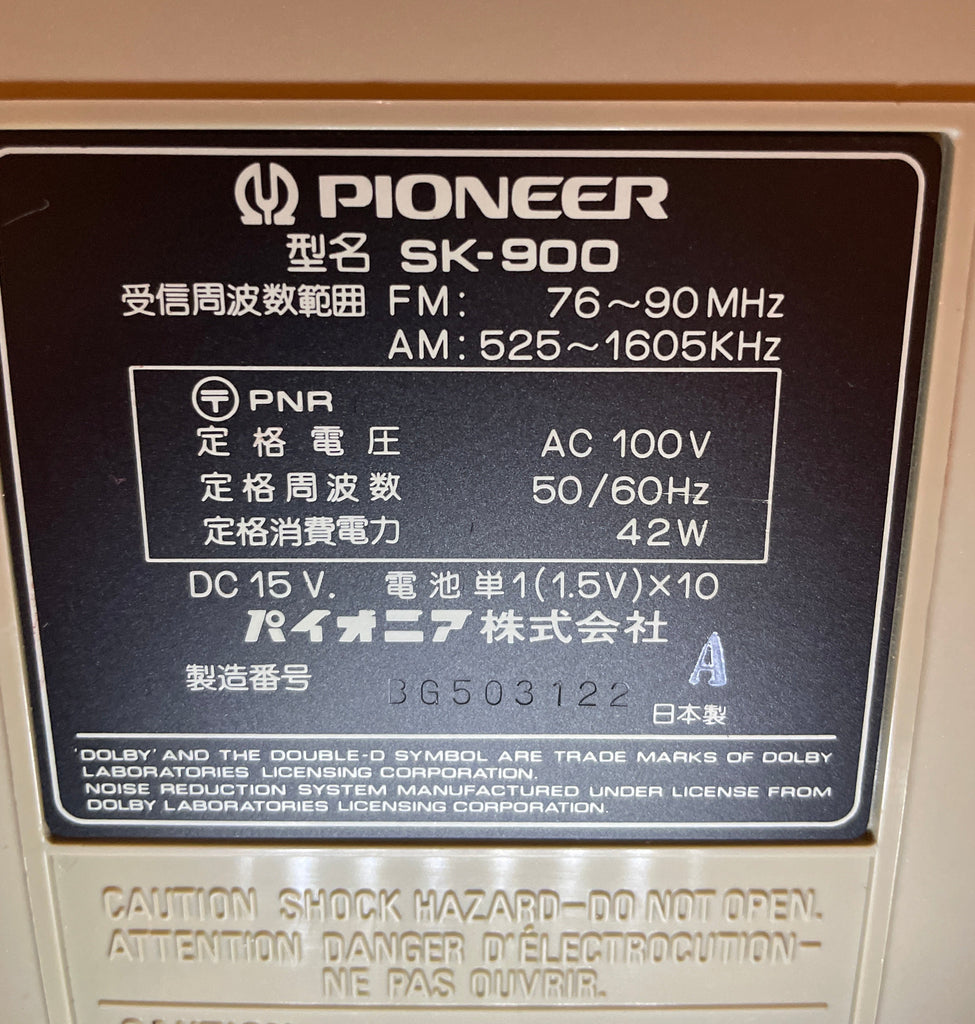 PIONEER
型名 SK-900
受信周波数範囲 FM: 76～90MHz
AM: 525～1605KHz
〒 PNR
定格電圧 AC 100V
定格周波数 50/60Hz
定格消費電力 42W
DC 15V. 電池単1(1.5V)×10
パイオニア株式会社
製造番号 BG503122 A
日本製
'DOLBY' AND THE DOUBLE-D SYMBOL ARE TRADE MARKS OF DOLBY
LABORATORIES LICENSING CORPORATION.
NOISE REDUCTION SYSTEM MANUFACTURED UNDER LICENSE FROM
DOLBY LABORATORIES LICENSING CORPORATION.
CAUTION SHOCK HAZARD-DO NOT OPEN.
ATTENTION DANGER D'ÉLECTROCUTION-
NE PAS OUVRIR.